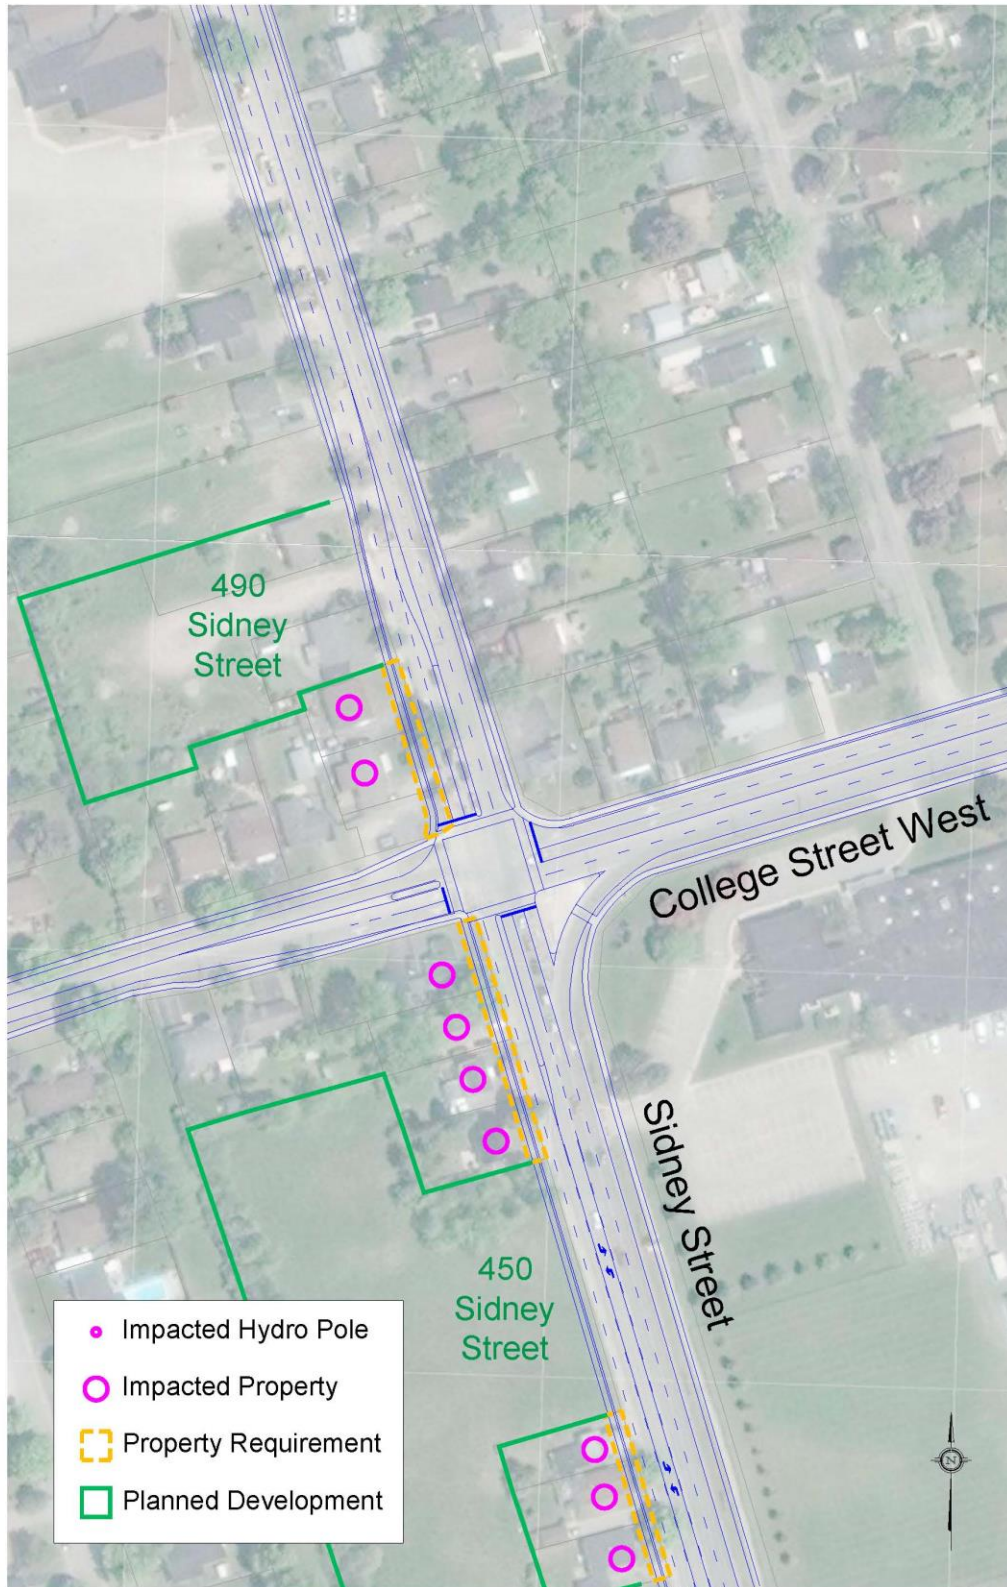 490
Sidney
Street
College Street West
Sidney Street
450
Sidney
Street
Impacted Hydro Pole
Impacted Property
Property Requirement
Planned Development
N